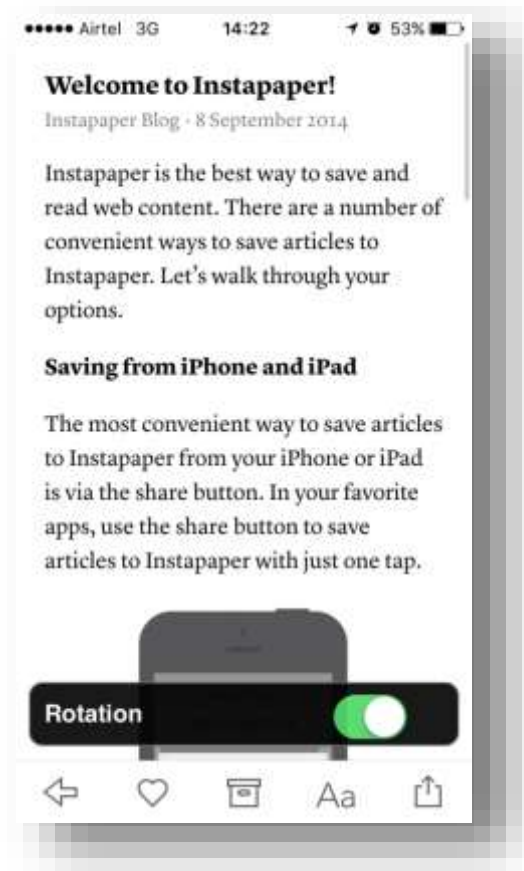 Airtel 3G 14:22 53%
Welcome to Instapaper!
Instapaper Blog - 8 September 2014
Instapaper is the best way to save and
read web content. There are a number of
convenient ways to save articles to
Instapaper. Let's walk through your
options.
Saving from iPhone and iPad
The most convenient way to save articles
to Instapaper from your iPhone or iPad
is via the share button. In your favorite
apps, use the share button to save
articles to Instapaper with just one tap.
Rotation
Aa